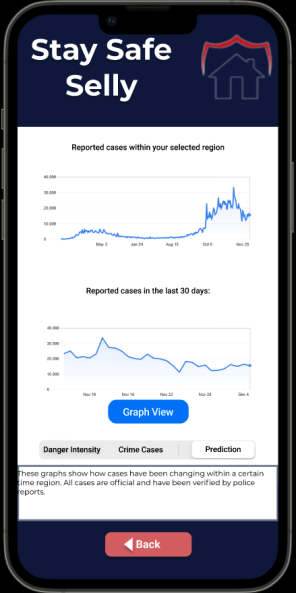 Stay Safe
Selly
Reported cases within your selected region
40,000
30,000
20,000
10,000
0
May 3
Jun 24
Aug 15
Oct 5
Nov 25
Reported cases in the last 30 days:
40,000
20,000
10,000
0
Nov 10
Nov 16
Nov 22
Nov 28
Dec 4
Graph View
Danger Intensity
Crime Cases
Prediction
These graphs show how cases have been changing within a certain
time region. All cases are official and have been verified by police
reports.
Back